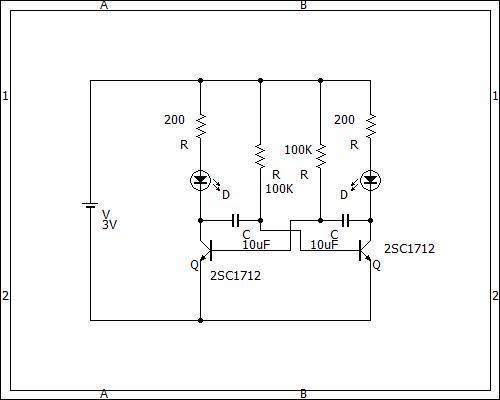 A B
1 1
200 200
R R
100K
R R
100K
D D
V
3V
C C
10uF 10uF
2SC1712
Q Q
2SC1712
2 2
A B